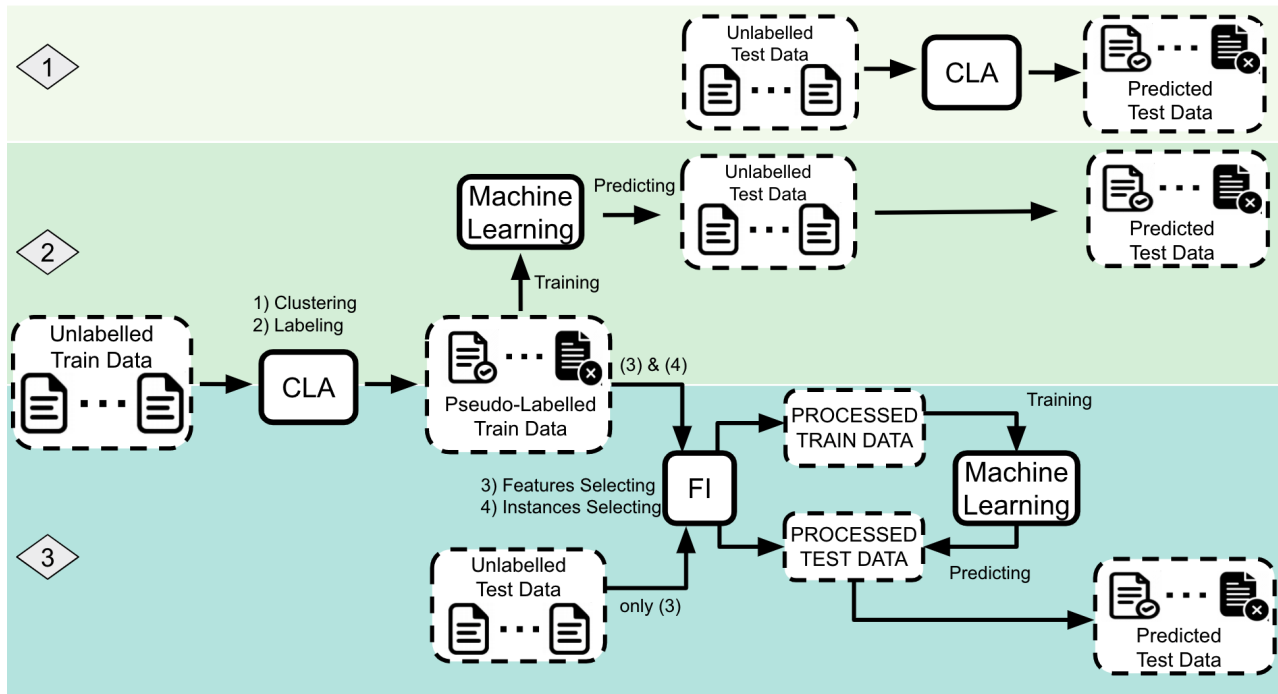 1
Unlabelled
Test Data
CLA
Predicted
Test Data
2
Machine
Learning
Predicting
Unlabelled
Test Data
Predicted
Test Data
Training
1) Clustering
2) Labeling
Unlabelled
Train Data
CLA
Pseudo-Labelled
Train Data
(3) & (4)
3
3) Features Selecting
4) Instances Selecting
FI
PROCESSED
TRAIN DATA
Training
Machine
Learning
PROCESSED
TEST DATA
Predicting
Unlabelled
Test Data
only (3)
Predicted
Test Data